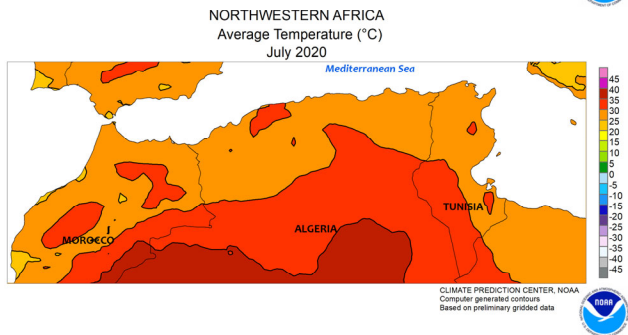 NORTHWESTERN AFRICA
Average Temperature (°C)
July 2020
Mediterranean Sea
MOROCCO
ALGERIA
TUNISIA
45
40
35
30
25
20
15
10
5
0
-5
-10
-15
-20
-25
-30
-35
-40
-45
CLIMATE PREDICTION CENTER, NOAA
Computer generated contours
Based on preliminary gridded data
NOAA